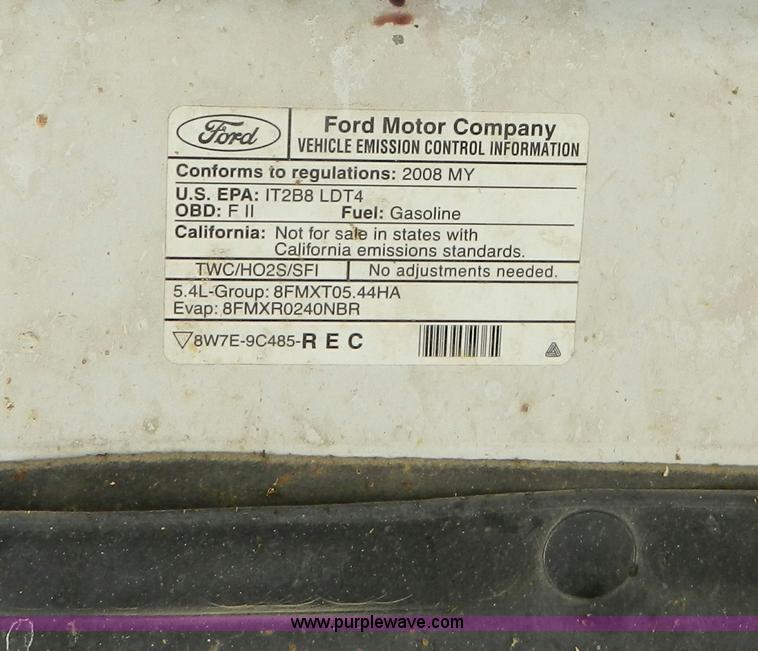 Ford
Ford Motor Company
VEHICLE EMISSION CONTROL INFORMATION
Conforms to regulations: 2008 MY
U.S. EPA: IT2B8 LDT4
OBD: F II Fuel: Gasoline
California: Not for sale in states with
California emissions standards.
TWC/HO2S/SFI No adjustments needed.
5.4L-Group: 8FMXT05.44HA
Evap: 8FMXR0240NBR
8W7E-9C485-R E C
www.purplewave.com